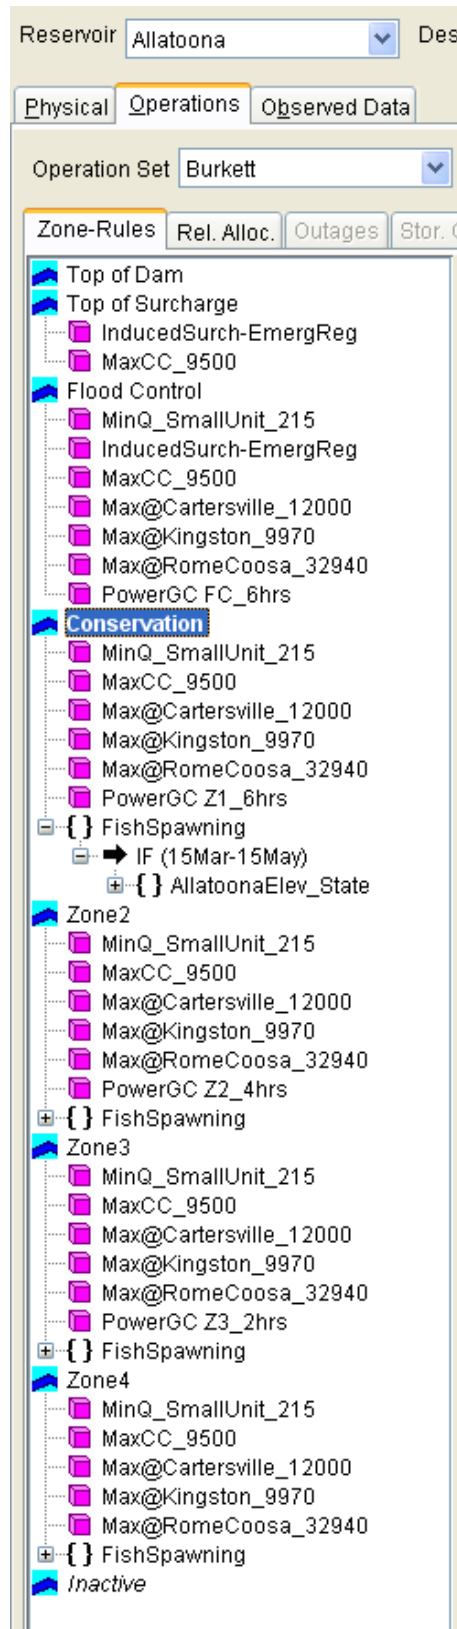 Reservoir Allatoona Des
Physical Operations Observed Data
Operation Set Burkett
Zone-Rules Rel. Alloc. Outages Stor.
Top of Dam
Top of Surcharge
InducedSurch-EmergReg
MaxCC_9500
Flood Control
MinQ_SmallUnit_215
InducedSurch-EmergReg
MaxCC_9500
Max@Cartersville_12000
Max@Kingston_9970
Max@RomeCoosa_32940
PowerGC FC_6hrs
Conservation
MinQ_SmallUnit_215
MaxCC_9500
Max@Cartersville_12000
Max@Kingston_9970
Max@RomeCoosa_32940
PowerGC Z1_6hrs
{ } FishSpawning
IF (15Mar-15May)
{ } AllatoonaElev_State
Zone2
MinQ_SmallUnit_215
MaxCC_9500
Max@Cartersville_12000
Max@Kingston_9970
Max@RomeCoosa_32940
PowerGC Z2_4hrs
{ } FishSpawning
Zone3
MinQ_SmallUnit_215
MaxCC_9500
Max@Cartersville_12000
Max@Kingston_9970
Max@RomeCoosa_32940
PowerGC Z3_2hrs
{ } FishSpawning
Zone4
MinQ_SmallUnit_215
MaxCC_9500
Max@Cartersville_12000
Max@Kingston_9970
Max@RomeCoosa_32940
{ } FishSpawning
Inactive